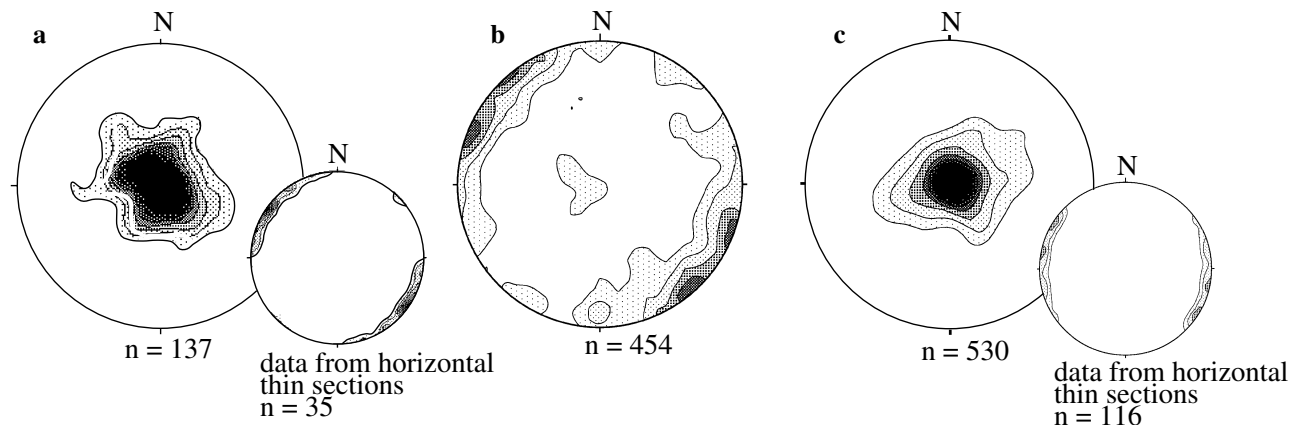 a
N
n = 137
N
data from horizontal
thin sections
n = 35
b
N
n = 454
c
N
n = 530
N
data from horizontal
thin sections
n = 116